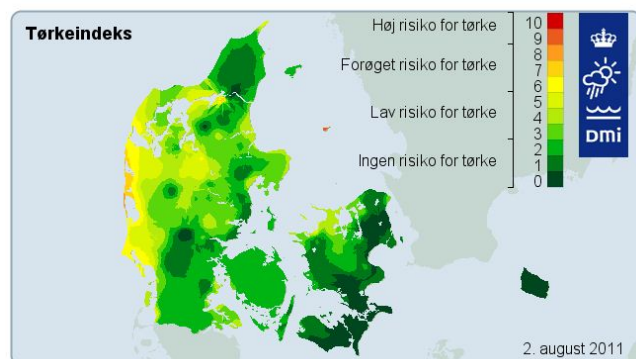 Tørkeindeks
Høj risiko for tørke
Forøget risiko for tørke
Lav risiko for tørke
Ingen risiko for tørke
10
9
8
7
6
5
4
3
2
1
0
DMI
2. august 2011